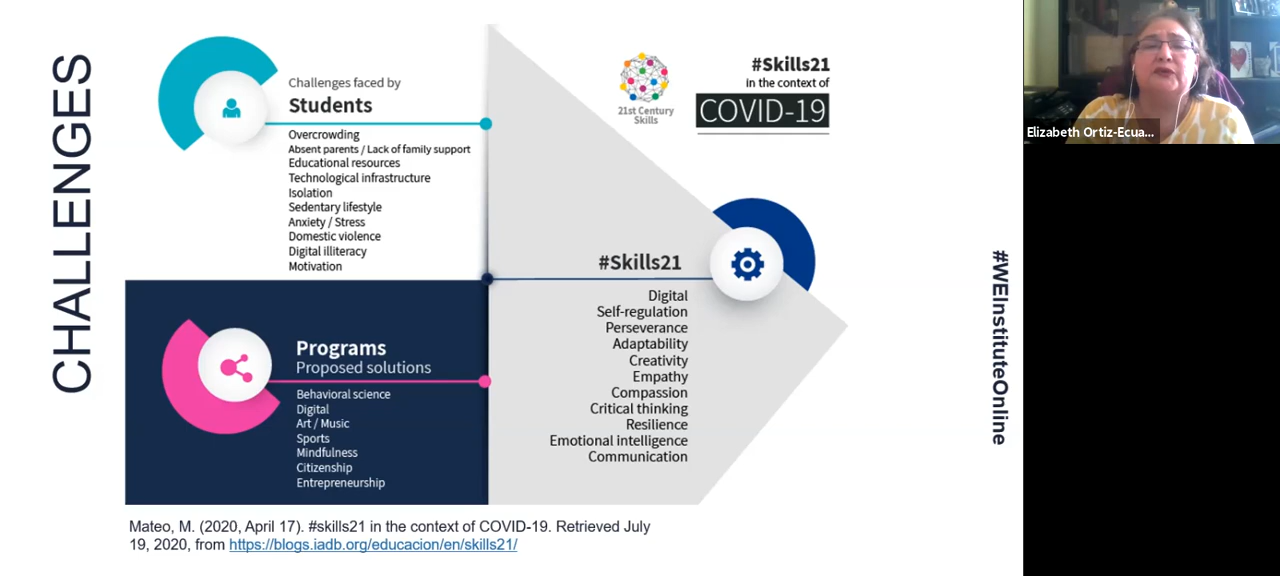 CHALLENGES
Challenges faced by
Students
Overcrowding
Absent parents / Lack of family support
Educational resources
Technological infrastructure
Isolation
Sedentary lifestyle
Anxiety / Stress
Domestic violence
Digital illiteracy
Motivation
Programs
Proposed solutions
Behavioral science
Digital
Art / Music
Sports
Mindfulness
Citizenship
Entrepreneurship
21st Century
Skills
#Skills21
in the context of
COVID-19
#Skills21
Digital
Self-regulation
Perseverance
Adaptability
Creativity
Empathy
Compassion
Critical thinking
Resilience
Emotional intelligence
Communication
Mateo, M. (2020, April 17). #skills21 in the context of COVID-19. Retrieved July
19, 2020, from https://blogs.iadb.org/educacion/en/skills21/
#WEInstituteOnline
Elizabeth Ortiz-Ecua...